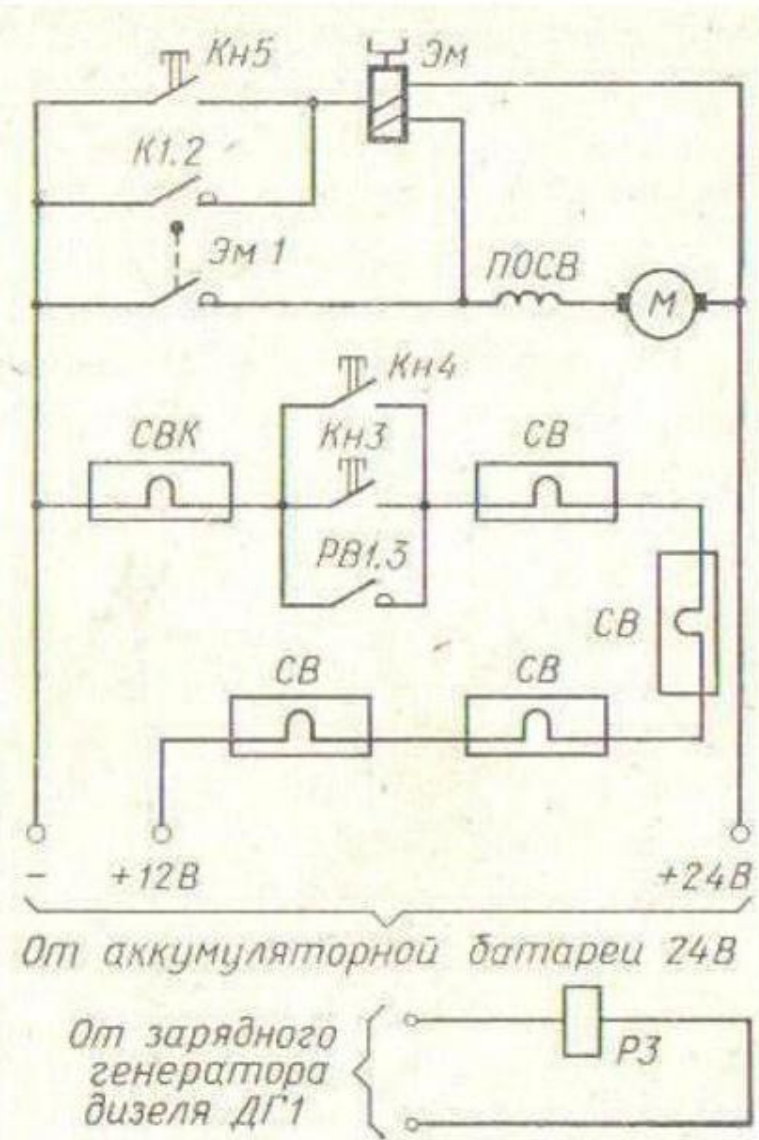 Кн5
Эм
К1.2
Эм 1
ПОСВ
М
Кн4
СВК
Кн3
СВ
РВ1.3
СВ
СВ
СВ
-
+12В
+24В
От аккумуляторной батареи 24В
От зарядного
генератора
дизеля ДГ1
РЗ